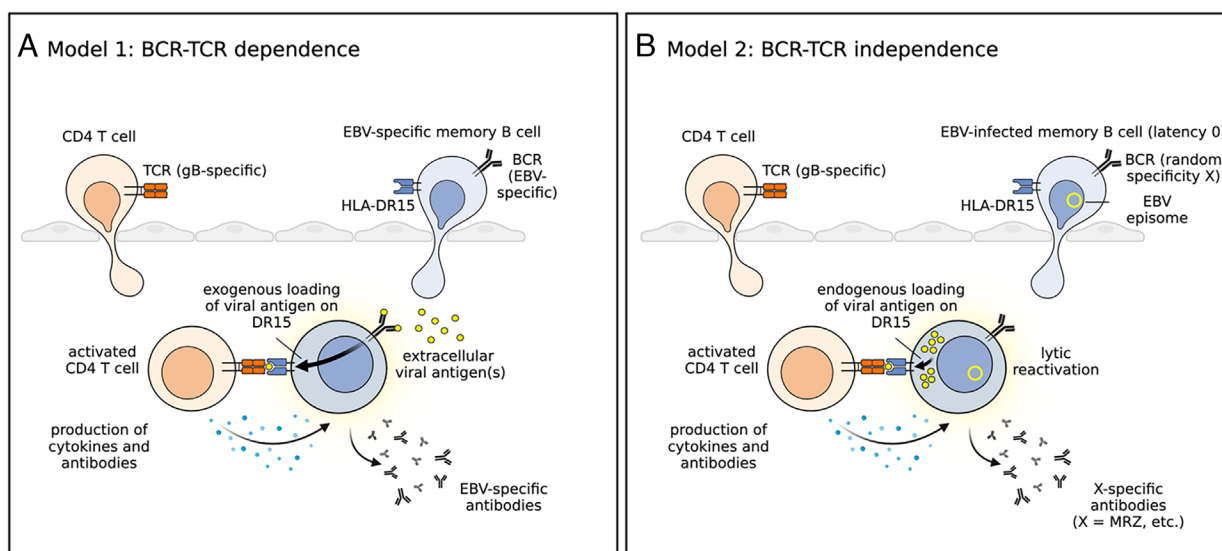 A Model 1: BCR-TCR dependence
CD4 T cell
TCR (gB-specific)
EBV-specific memory B cell
BCR
(EBV-
specific)
HLA-DR15
exogenous loading
of viral antigen on
DR15
activated
CD4 T cell
extracellular
viral antigen(s)
production of
cytokines and
antibodies
EBV-specific
antibodies
B Model 2: BCR-TCR independence
CD4 T cell
TCR (gB-specific)
EBV-infected memory B cell (latency 0
BCR (random
specificity X)
HLA-DR15
EBV
episome
endogenous loading
of viral antigen on
DR15
activated
CD4 T cell
lytic
reactivation
production of
cytokines and
antibodies
X-specific
antibodies
(X = MRZ, etc.)